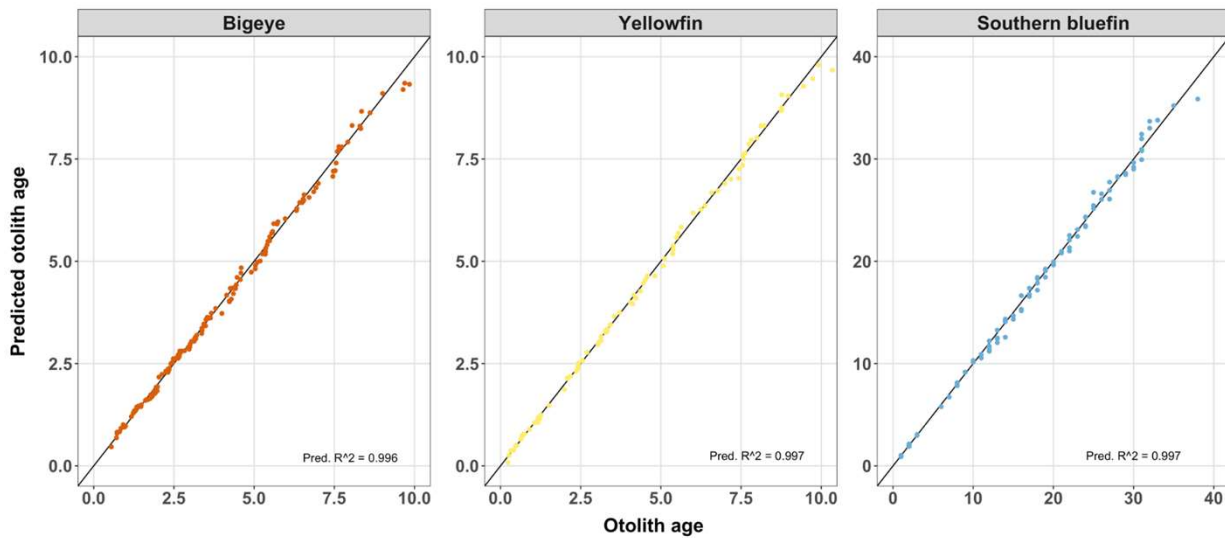 Bigeye
Yellowfin
Southern bluefin
Predicted otolith age
10.0
7.5
5.0
2.5
0.0
Pred. R^2 = 0.996
0.0 2.5 5.0 7.5 10.0
10.0
7.5
5.0
2.5
0.0
Pred. R^2 = 0.997
0.0 2.5 5.0 7.5 10.0
40
30
20
10
0
Pred. R^2 = 0.997
0 10 20 30 40
Otolith age